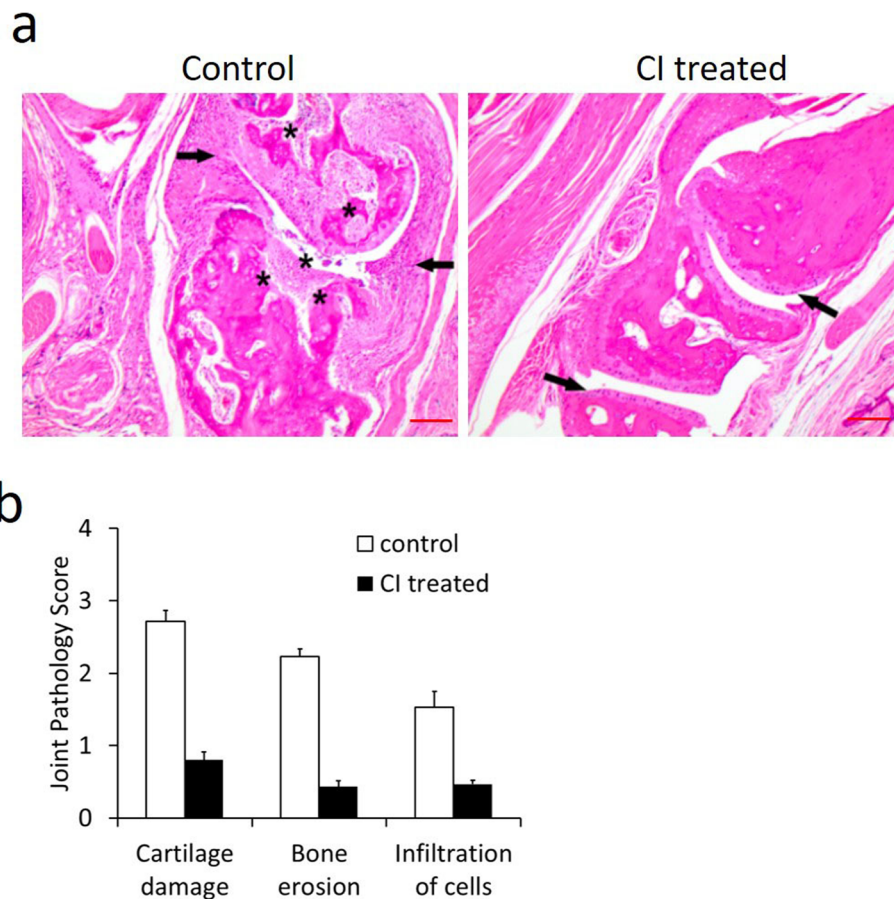 a
Control
CI treated
*
*
*
*
*
b
4
3
2
1
0
Joint Pathology Score
control
CI treated
Cartilage
damage
Bone
erosion
Infiltration
of cells